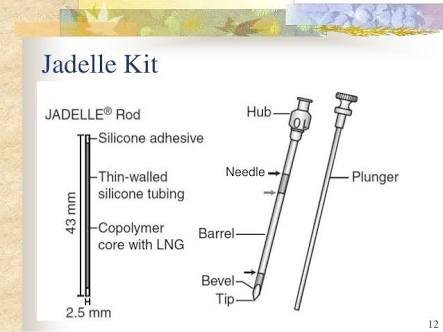 Jadelle Kit
JADELLE® Rod
Silicone adhesive
Thin-walled
silicone tubing
Copolymer
core with LNG
43 mm
2.5 mm
Hub
Needle
Barrel
Bevel
Tip
Plunger
12